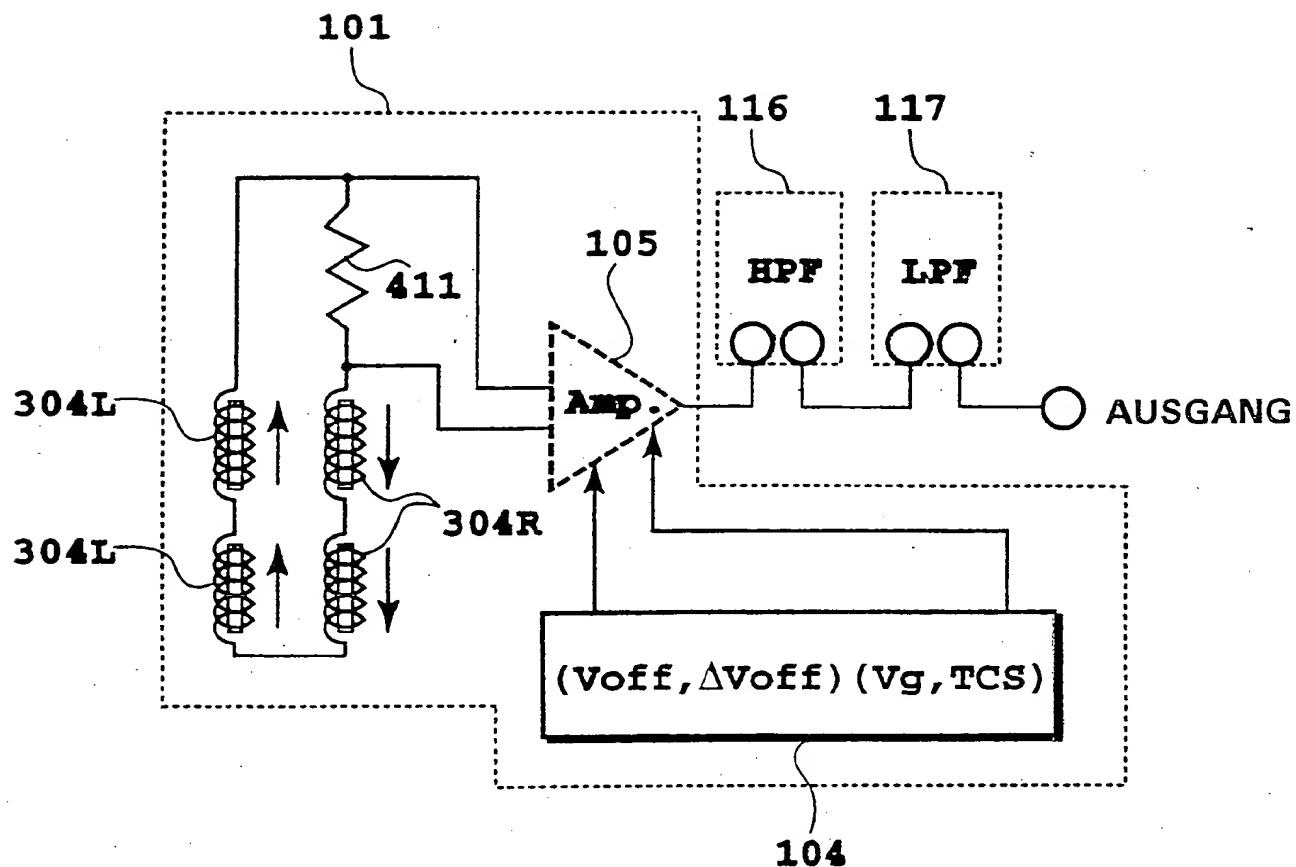 101
116
117
105
HPF
LPF
411
Amp.
304L
AUSGANG
304R
304L
(Voff,ΔVoff)(Vg,TCS)
104